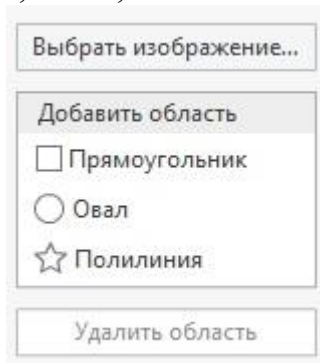 Выбрать изображение...
Добавить область
Прямоугольник
Овал
Полилиния
Удалить область